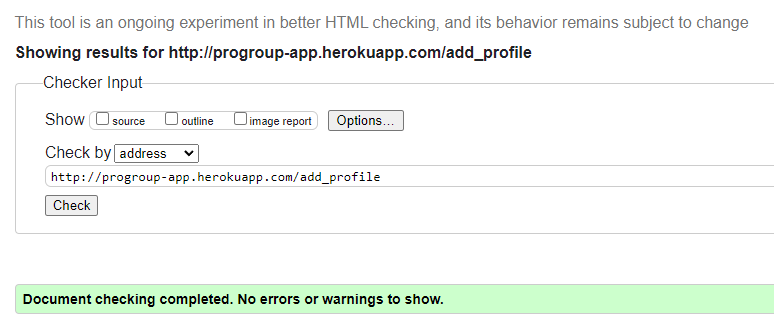 This tool is an ongoing experiment in better HTML checking, and its behavior remains subject to change
Showing results for http://progroup-app.herokuapp.com/add_profile
Checker Input
Show source outline image report Options...
Check by address
http://progroup-app.herokuapp.com/add_profile
Check
Document checking completed. No errors or warnings to show.